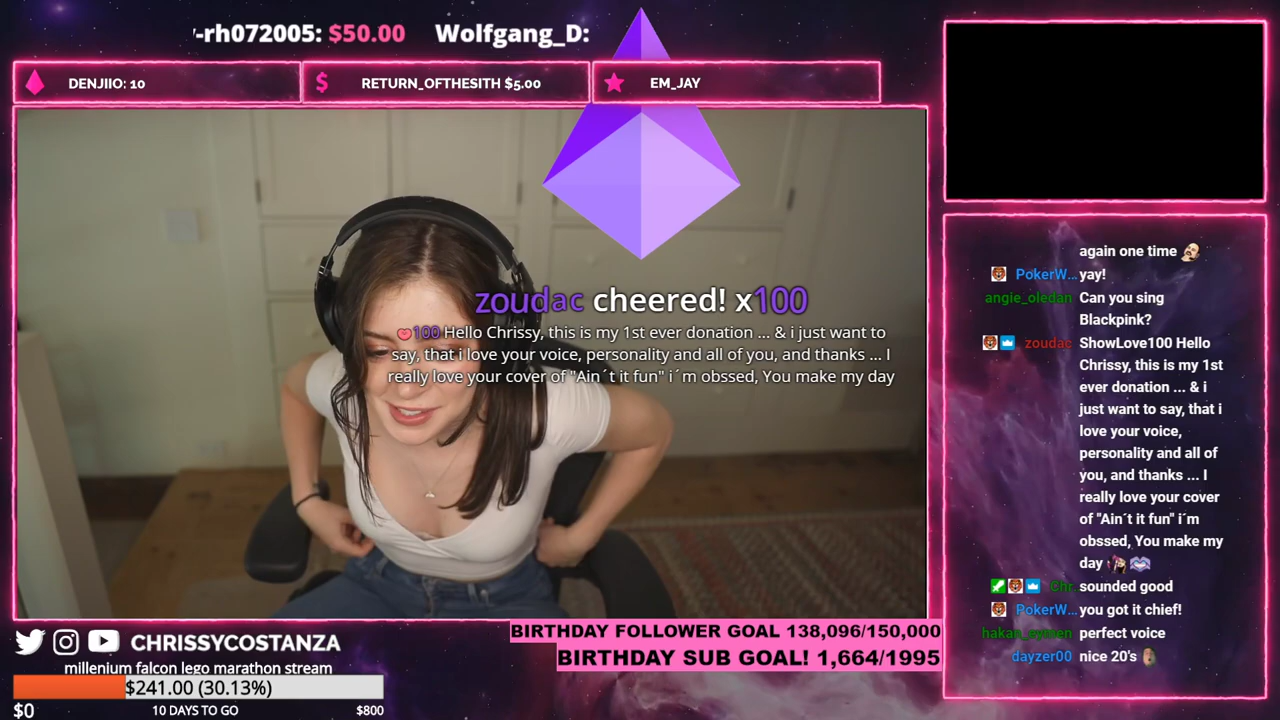 -rh072005: $50.00 Wolfgang_D:
DENJIIO: 10
RETURN_OFTHESITH $5.00
EM_JAY
zoudac cheered! x100
100 Hello Chrissy, this is my 1st ever donation ... & i just want to
say, that i love your voice, personality and all of you, and thanks ... I
really love your cover of "Ain´t it fun" i´m obssed, You make my day
again one time
PokerW... yay!
angie_oledan Can you sing
Blackpink?
zoudac ShowLove100 Hello
Chrissy, this is my 1st
ever donation ... & i
just want to say, that i
love your voice,
personality and all of
you, and thanks ... I
really love your cover
of "Ain´t it fun" i´m
obssed, You make my
day
Chr. sounded good
PokerW... you got it chief!
hakan_eymen perfect voice
dayzer00 nice 20's
CHRISSYCOSTANZA
millenium falcon lego marathon stream
$241.00 (30.13%)
$0 10 DAYS TO GO $800
BIRTHDAY FOLLOWER GOAL 138,096/150,000
BIRTHDAY SUB GOAL! 1,664/1995